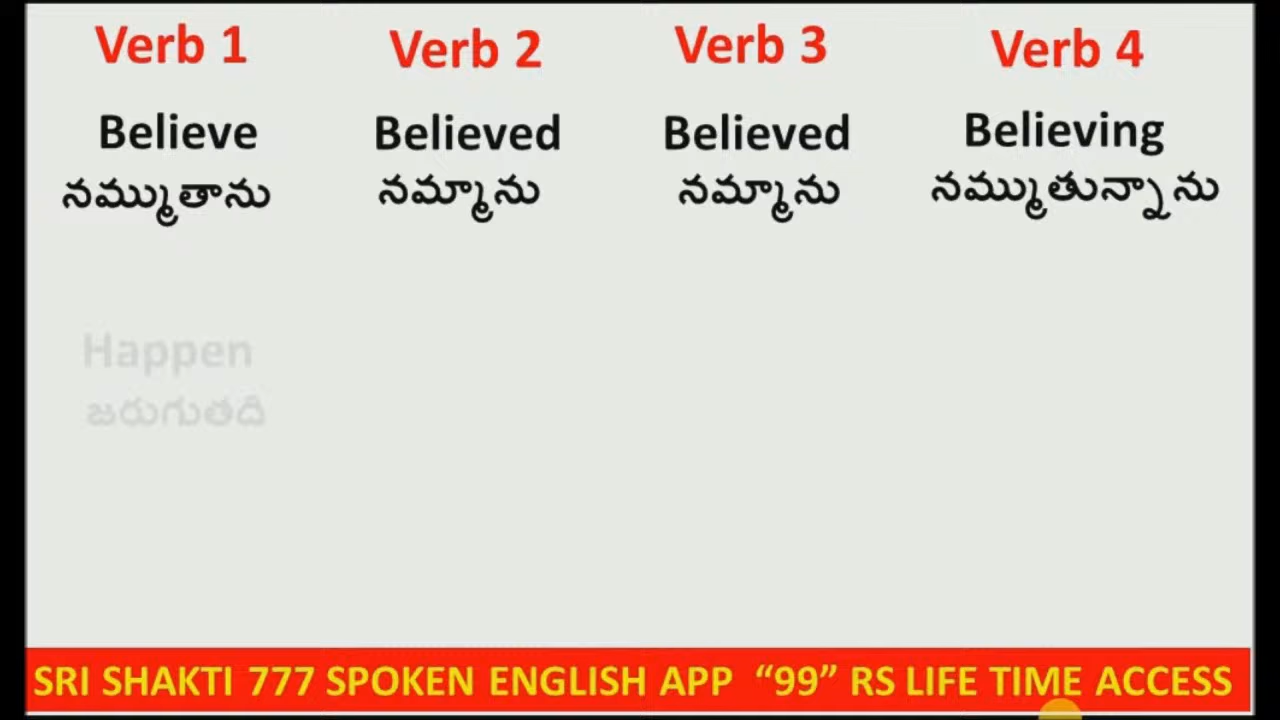 Verb 1 Verb 2 Verb 3 Verb 4
Believe Believed Believed Believing
నమ్ముతాను నమ్మాను నమ్మాను నమ్ముతున్నాను
Happen
జరుగుతది
SRI SHAKTI 777 SPOKEN ENGLISH APP “99” RS LIFE TIME ACCESS